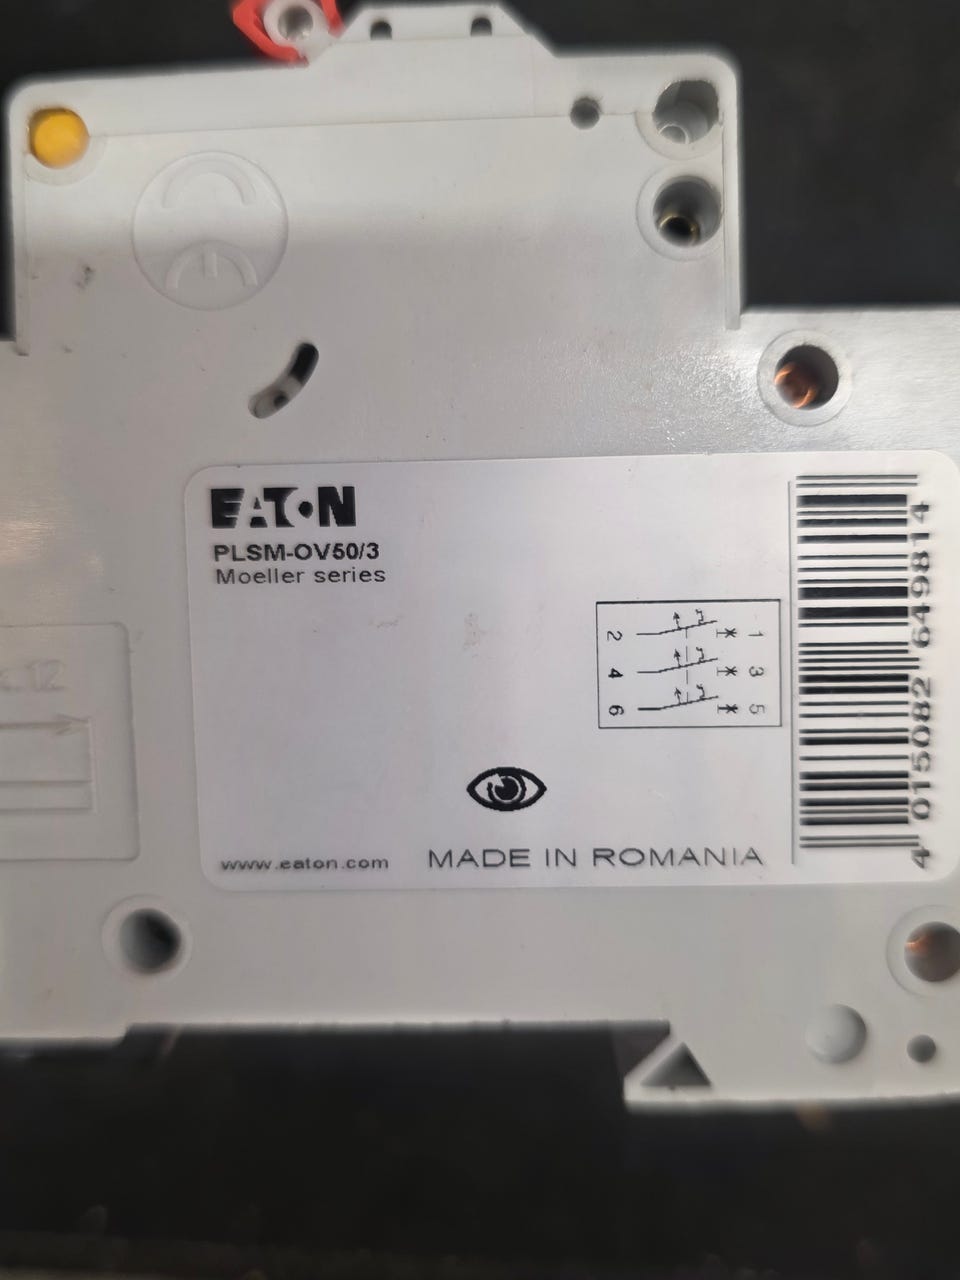 EATON
PLSM-OV50/3
Moeller series
2 1
4 3
6 5
www.eaton.com
MADE IN ROMANIA
4 015082 649814
CE